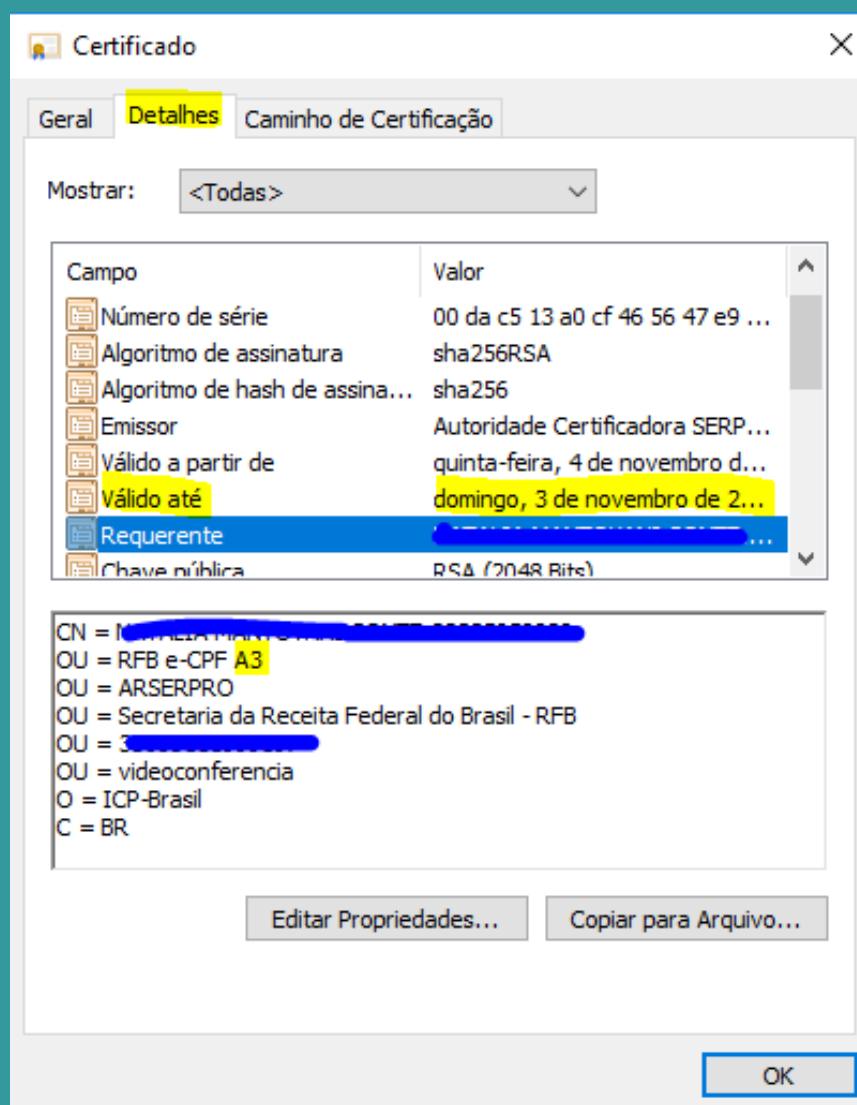 Certificado
Geral Detalhes Caminho de Certificação
Mostrar: <Todas>
Campo Valor
Número de série 00 da c5 13 a0 cf 46 56 47 e9 ...
Algoritmo de assinatura sha256RSA
Algoritmo de hash de assina... sha256
Emissor Autoridade Certificadora SERP...
Válido a partir de quinta-feira, 4 de novembro d...
Válido até domingo, 3 de novembro de 2...
Requerente ...
Chave pública RSA (2048 Bits)
CN =
OU = RFB e-CPF A3
OU = ARSERPRO
OU = Secretaria da Receita Federal do Brasil - RFB
OU =
OU = videoconferencia
O = ICP-Brasil
C = BR
Editar Propriedades... Copiar para Arquivo...
OK